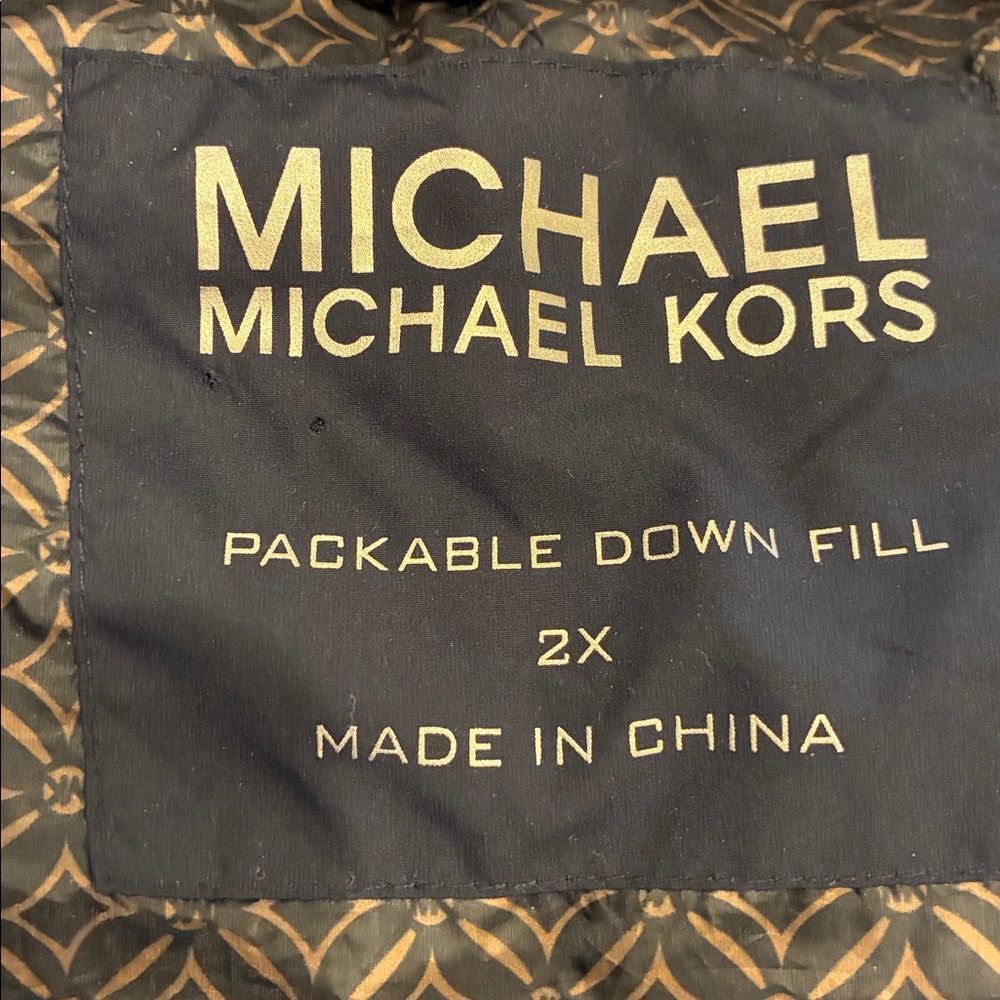 MICHAEL
MICHAEL KORS
PACKABLE DOWN FILL
2X
MADE IN CHINA